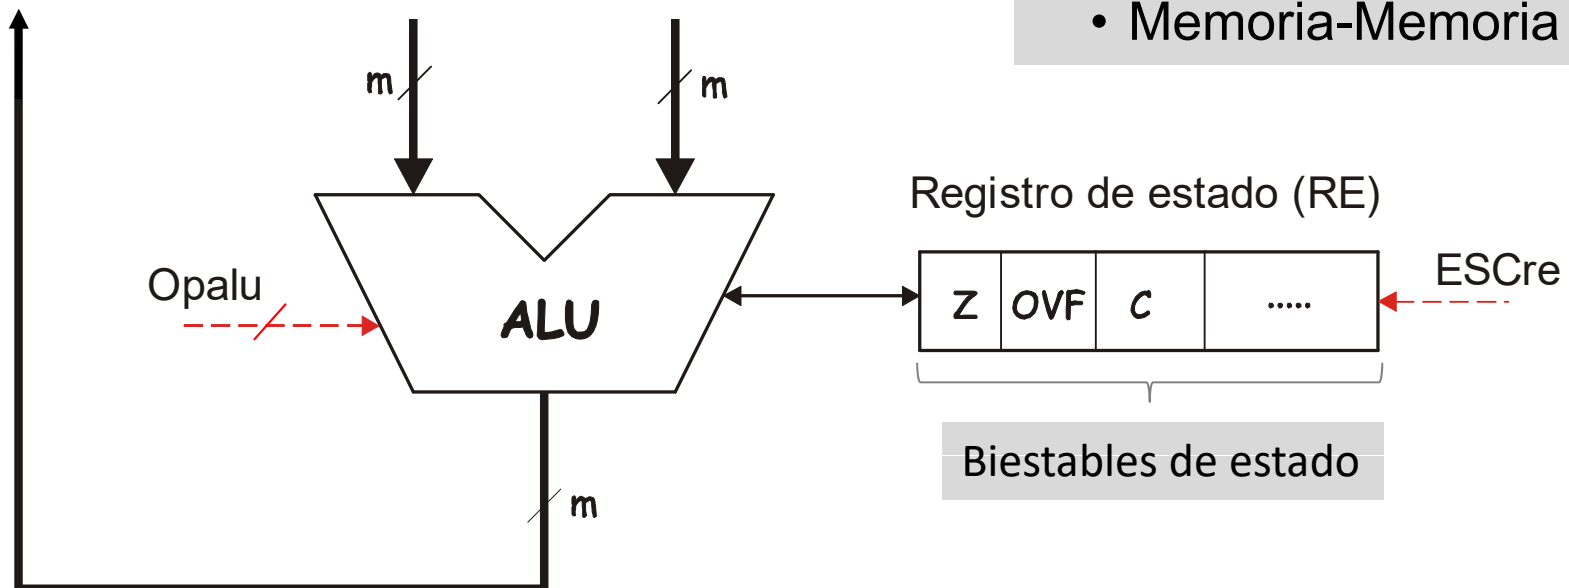 • Memoria-Memoria
m
m
Registro de estado (RE)
Opalu
ALU
Z OVF C .....
ESCre
Biestables de estado
m